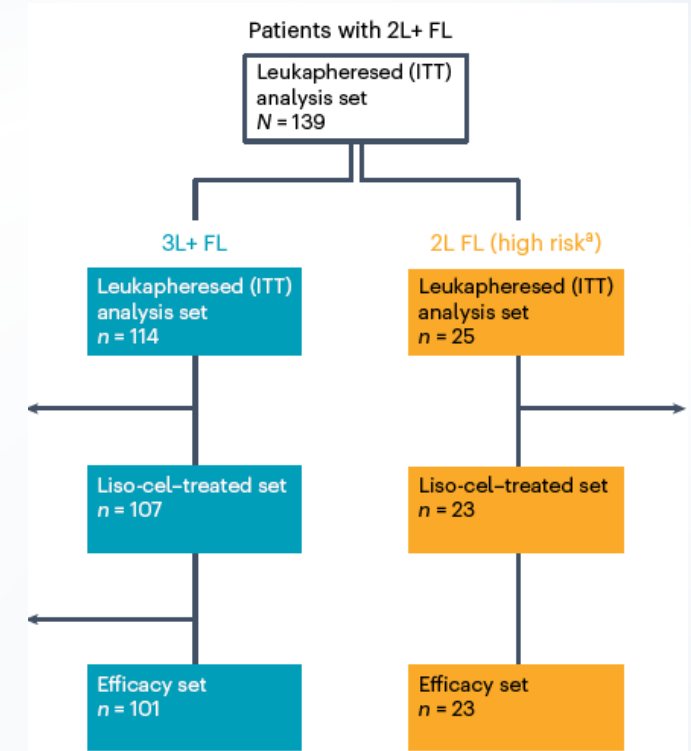 Patients with 2L+ FL
Leukapheresed (ITT)
analysis set
N = 139
3L+ FL
Leukapheresed (ITT)
analysis set
n = 114
Liso-cel–treated set
n = 107
Efficacy set
n = 101
2L FL (high riskᵃ)
Leukapheresed (ITT)
analysis set
n = 25
Liso-cel–treated set
n = 23
Efficacy set
n = 23